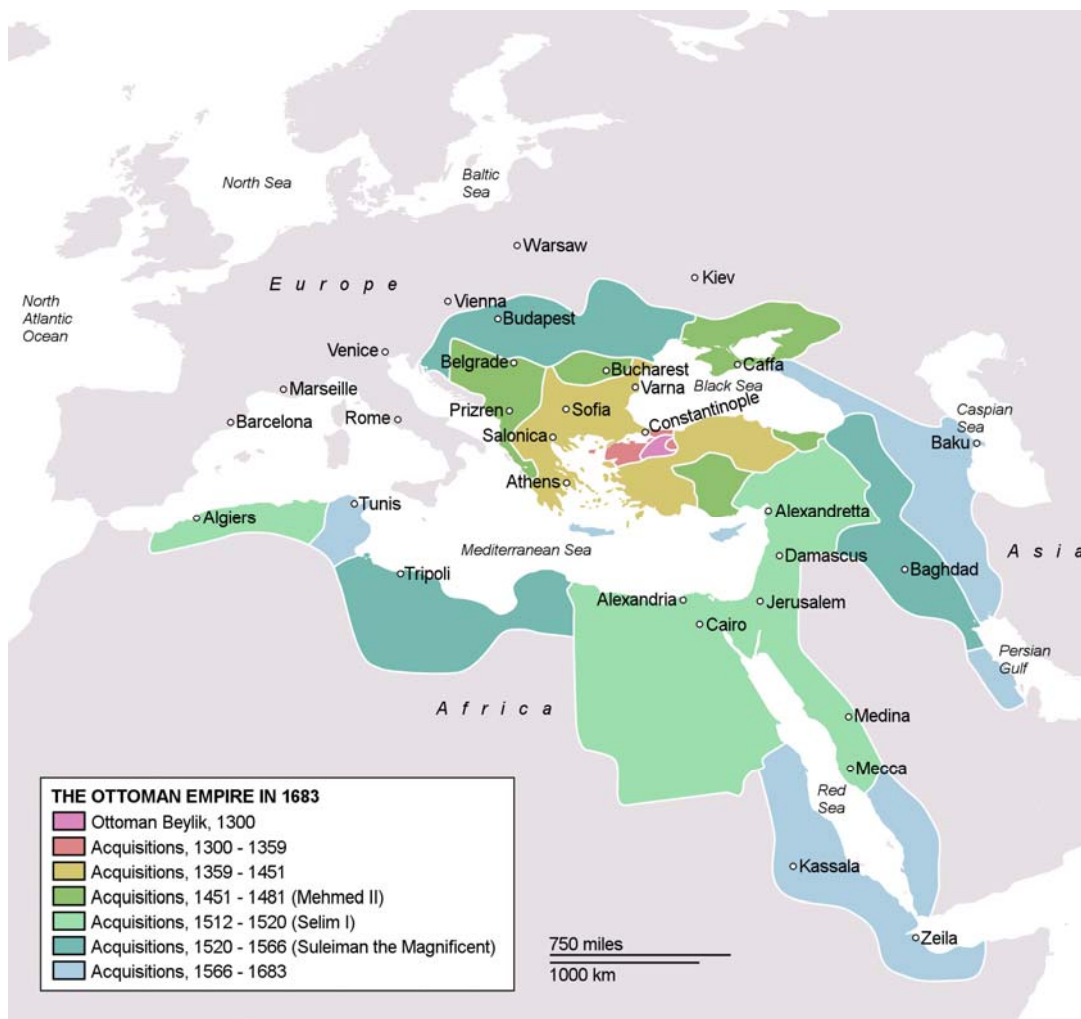 North Sea
Baltic
Sea
Warsaw
Kiev
E u r o p e
North
Atlantic
Ocean
Vienna
Budapest
Venice
Belgrade
Bucharest
Caffa
Varna
Black Sea
Marseille
Prizren
Sofia
Constantinople
Caspian
Sea
Barcelona
Rome
Salonica
Baku
Athens
Tunis
Algiers
Alexandretta
Mediterranean Sea
Damascus
A s i a
Tripoli
Baghdad
Alexandria
Jerusalem
Cairo
Persian
Gulf
A f r i c a
Medina
Mecca
Red
Sea
Kassala
Zeila
THE OTTOMAN EMPIRE IN 1683
Ottoman Beylik, 1300
Acquisitions, 1300 - 1359
Acquisitions, 1359 - 1451
Acquisitions, 1451 - 1481 (Mehmed II)
Acquisitions, 1512 - 1520 (Selim I)
Acquisitions, 1520 - 1566 (Suleiman the Magnificent)
Acquisitions, 1566 - 1683
750 miles
1000 km